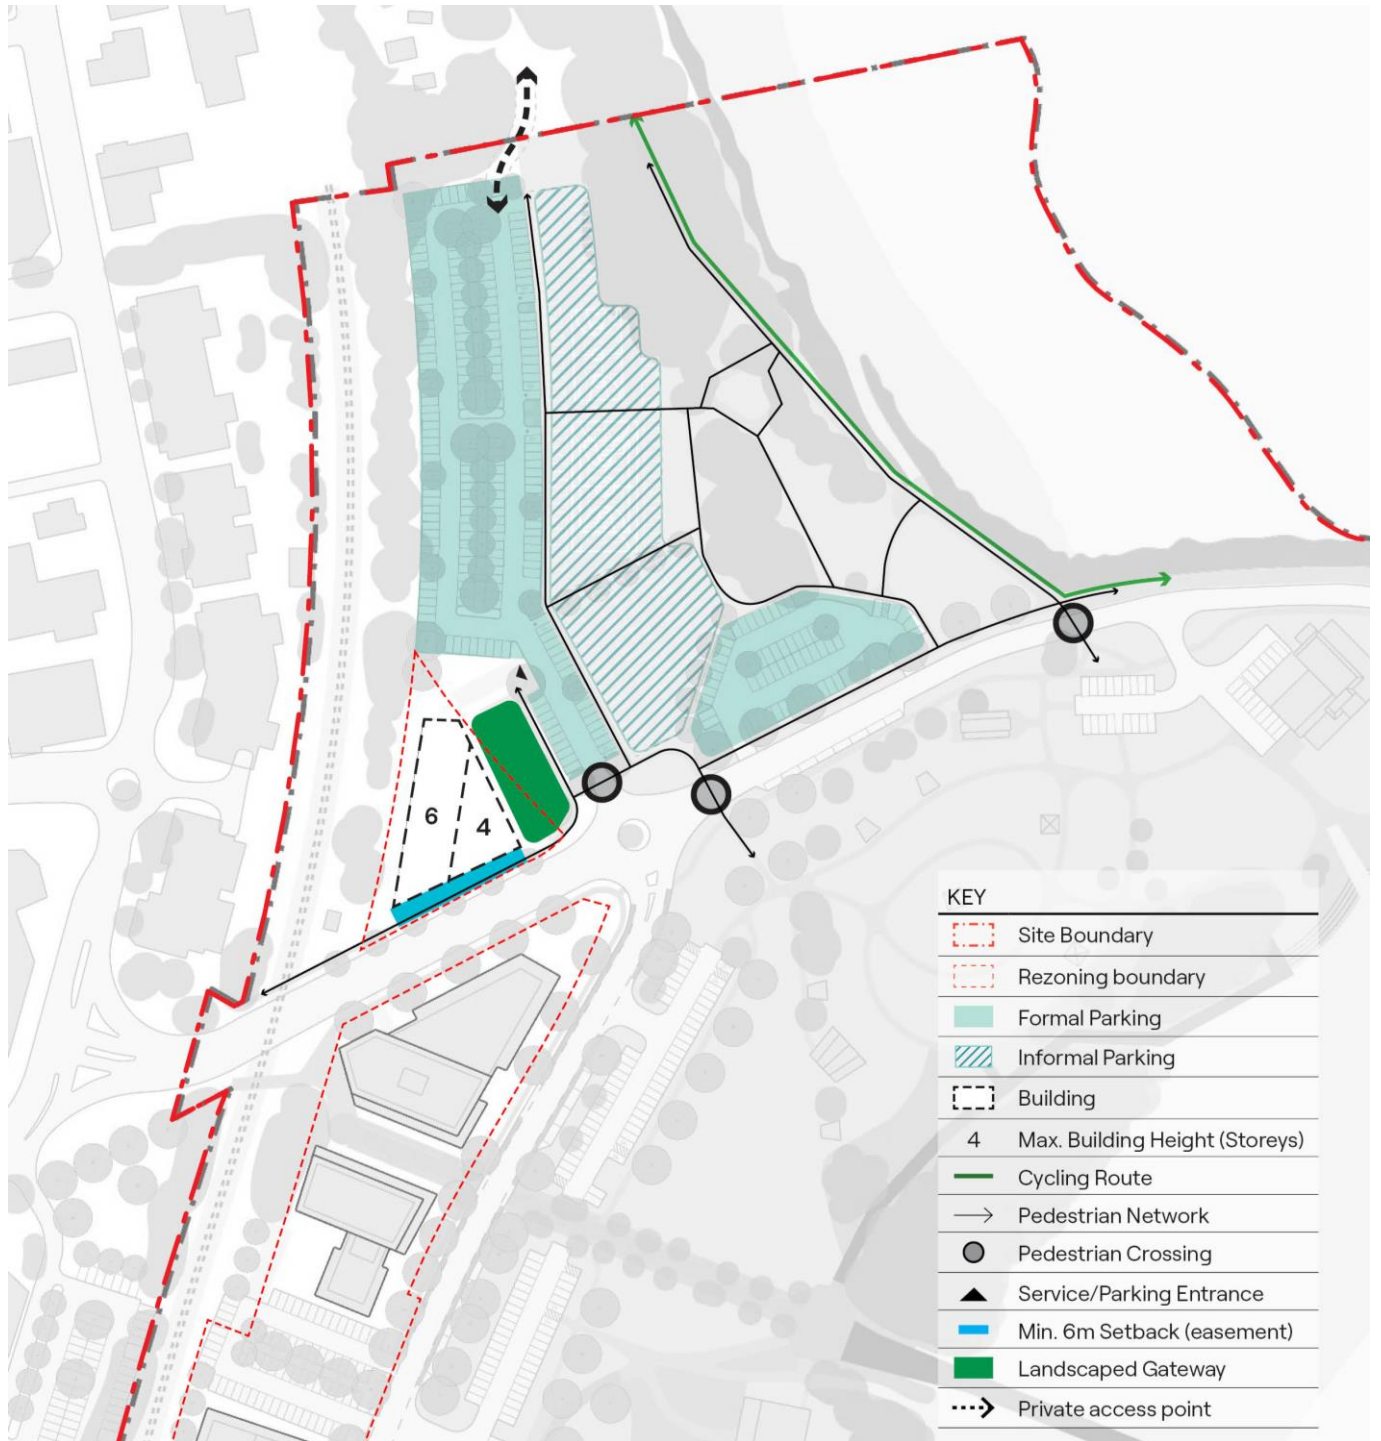 6
4
KEY
Site Boundary
Rezoning boundary
Formal Parking
Informal Parking
Building
4 Max. Building Height (Storeys)
Cycling Route
Pedestrian Network
Pedestrian Crossing
Service/Parking Entrance
Min. 6m Setback (easement)
Landscaped Gateway
Private access point